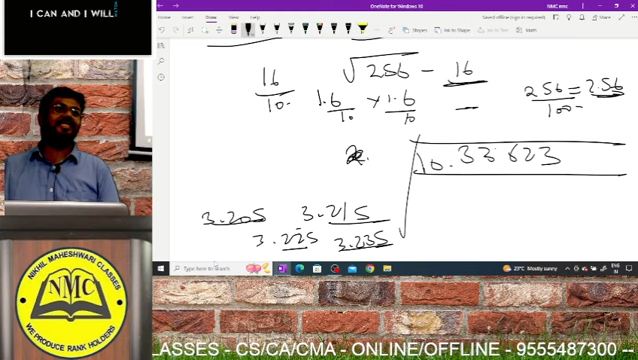 I CAN AND I WILL
OneNote for Windows 10
NMC nmc
16
10
√256 - 16
1.6 × 1.6
10 10
256 = 2.56
100
√10.33623
3.205 3.215
3.225 3.235
Type here to search
23°C Mostly sunny
NIKHIL MAHESHWARI CLASSES
NMC
WE PRODUCE RANK HOLDERS
LASSES - CS/CA/CMA - ONLINE/OFFLINE - 9555487300